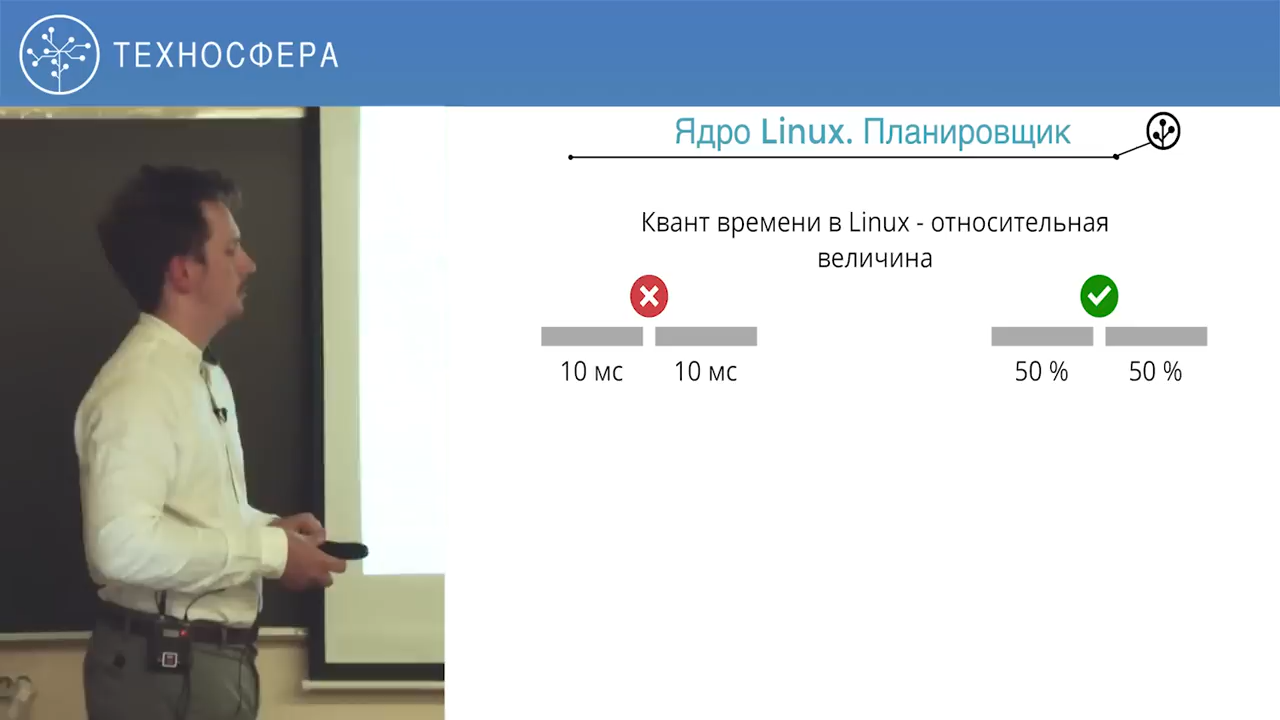 ТЕХНОСФЕРА
Ядро Linux. Планировщик
Квант времени в Linux - относительная
величина
10 мс 10 мс 50 % 50 %